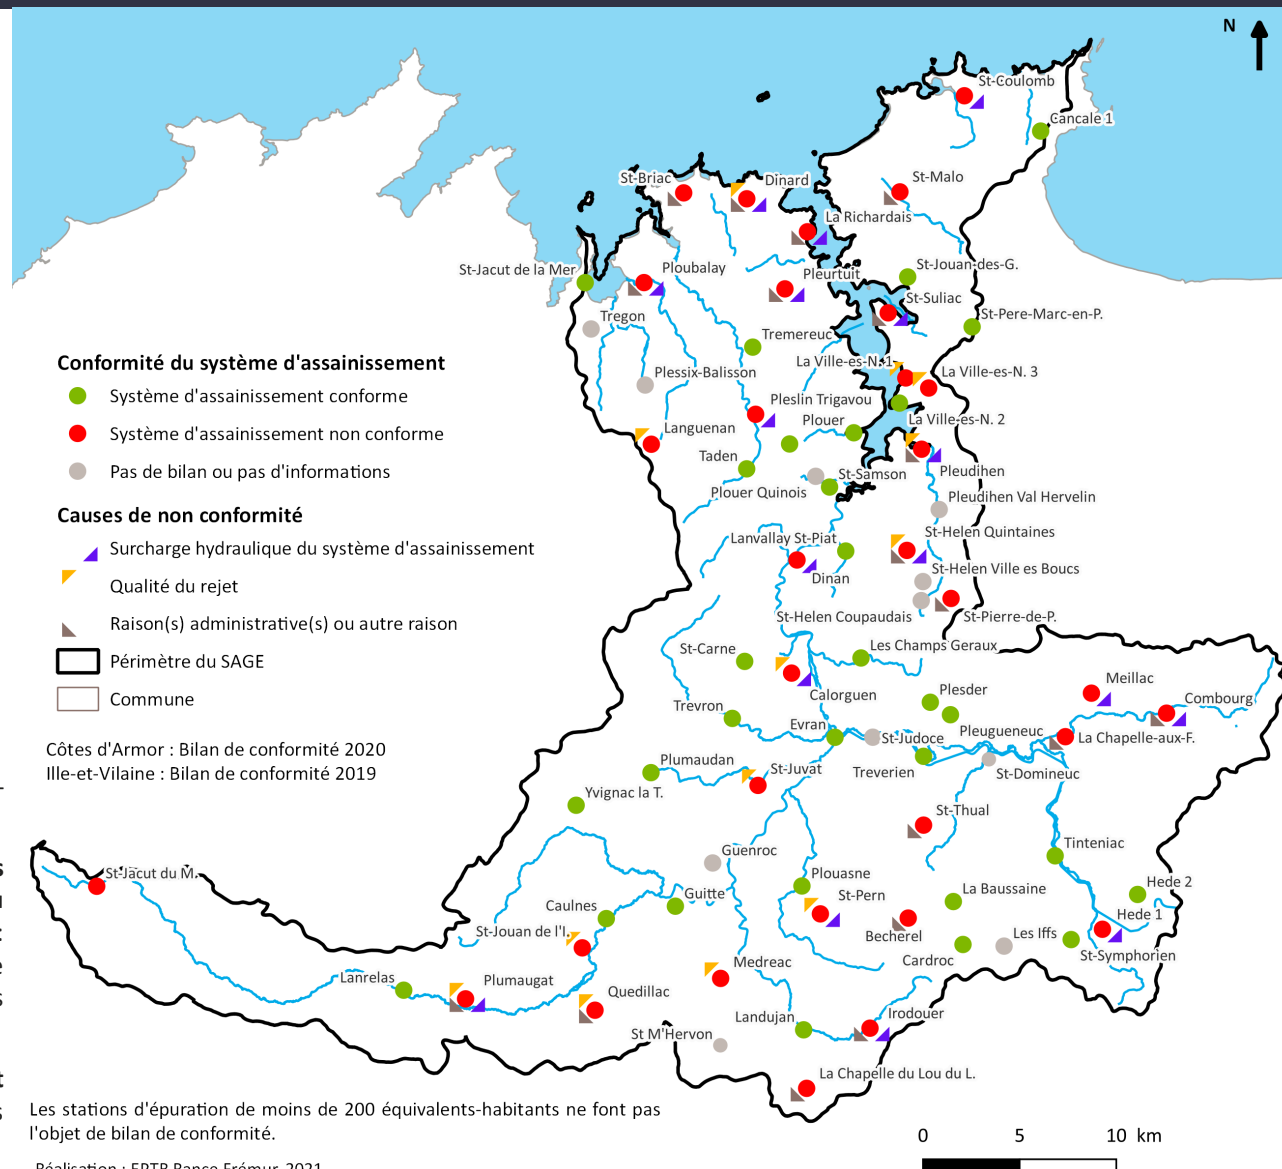 N
St-Coulomb
Cancale 1
St-Briac
Dinard
St-Malo
La Richardais
St-Jacut de la Mer
Ploubalay
Pleurtuit
St-Jouan-des-G.
St-Suliac
Tregon
St-Pere-Marc-en-P.
Tremereuc
La Ville-es-N. 1
La Ville-es-N. 3
Plessix-Balisson
Pleslin Trigavou
Plouer
La Ville-es-N. 2
Languenan
Taden
St-Samson
Pleudihen
Plouer Quinois
Pleudihen Val Hervelin
Conformité du système d'assainissement
Système d'assainissement conforme
Système d'assainissement non conforme
Pas de bilan ou pas d'informations
Causes de non conformité
Surcharge hydraulique du système d'assainissement
Qualité du rejet
Raison(s) administrative(s) ou autre raison
Périmètre du SAGE
Commune
Côtes d'Armor : Bilan de conformité 2020
Ille-et-Vilaine : Bilan de conformité 2019
Lanvallay St-Piat
St-Helen Quintaines
Dinan
St-Helen Ville es Boucs
St-Helen Coupaudais
St-Pierre-de-P.
St-Carne
Les Champs Geraux
Calorguen
Plesder
Meillac
Combourg
Trevron
Evran
St-Judoce
Pleugueneuc
La Chapelle-aux-F.
Plumaudan
St-Juvat
Treverien
St-Domineuc
Yvignac la T.
St-Thual
Guenroc
Tinteniac
St-Jacut du M.
Plouasne
Guitte
St-Pern
La Baussaine
Hede 2
Caulnes
Hede 1
St-Jouan de l'I.
Becherel
Les Iffs
Cardroc
St-Symphorien
Medreac
Lanrelas
Plumaugat
Quedillac
Landujan
Irodouer
St M'Hervon
La Chapelle du Lou du L.
Les stations d'épuration de moins de 200 équivalents-habitants ne font pas
l'objet de bilan de conformité.
Réalisation : EPTB Rance Frémur, 2021
0 5 10 km